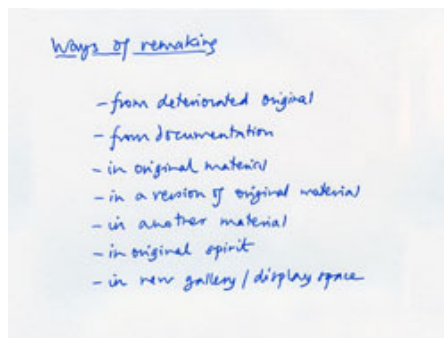 Ways of remaking
- from deteriorated original
- from documentation
- in original material
- in a version of original material
- in another material
- in original spirit
- in new gallery / display space